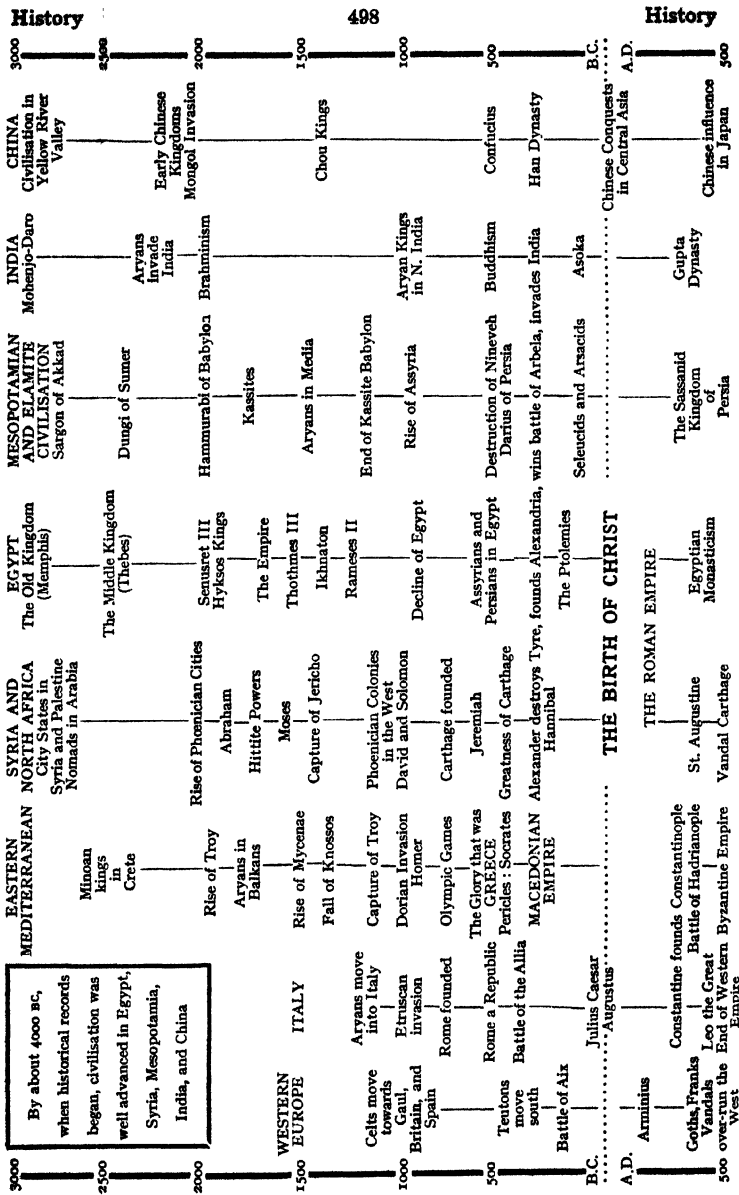 History
498
History
3000
2500
2000
1500
1000
500
B.C.
A.D.
500
CHINA
Civilisation in
Yellow River
Valley
Early Chinese
Kingdoms
Mongol Invasion
Chou Kings
Confucius
Han Dynasty
Chinese Conquests
in Central Asia
Chinese influence
in Japan
INDIA
Mohenjo-Daro
Aryans
invade
India
Brahminism
Aryan Kings
in N. India
Buddhism
Asoka
Gupta
Dynasty
MESOPOTAMIAN
AND ELAMITE
CIVILISATION
Sargon of Akkad
Dungi of Sumer
Hammurabi of Babylon
Kassites
Aryans in Media
End of Kassite Babylon
Rise of Assyria
Destruction of Nineveh
Darius of Persia
Seleucids and Arsacids
The Sassanid
Kingdom
of
Persia
EGYPT
The Old Kingdom
(Memphis)
The Middle Kingdom
(Thebes)
Senusret III
Hyksos Kings
The Empire
Thothmes III
Ikhnaton
Rameses II
Decline of Egypt
Assyrians and
Persians in Egypt
Alexander destroys Tyre, founds Alexandria, wins battle of Arbela, invades India
The Ptolemies
THE BIRTH OF CHRIST
THE ROMAN EMPIRE
Egyptian
Monasticism
SYRIA AND
NORTH AFRICA
City States in
Syria and Palestine
Nomads in Arabia
Rise of Phoenician Cities
Abraham
Hittite Powers
Moses
Capture of Jericho
Phoenician Colonies
in the West
David and Solomon
Carthage founded
Jeremiah
Greatness of Carthage
Hannibal
St. Augustine
Vandal Carthage
EASTERN
MEDITERRANEAN
Minoan
kings
in
Crete
Rise of Troy
Aryans in
Balkans
Rise of Mycenae
Fall of Knossos
Capture of Troy
Dorian Invasion
Homer
Olympic Games
The Glory that was
GREECE
Pericles : Socrates
MACEDONIAN
EMPIRE
Constantine founds Constantinople
Battle of Hadrianople
Byzantine Empire
ITALY
Aryans move
into Italy
Etruscan
invasion
Rome founded
Rome a Republic
Battle of the Allia
Julius Caesar
Augustus
Leo the Great
End of Western
Empire
WESTERN
EUROPE
Celts move
towards
Gaul,
Britain, and
Spain
Teutons
move
south
Battle of Aix
Arminius
Goths, Franks
Vandals
over-run the
West
By about 4000 BC,
when historical records
began, civilisation was
well advanced in Egypt,
Syria, Mesopotamia,
India, and China
3000
2500
2000
1500
1000
500
B.C.
A.D.
500